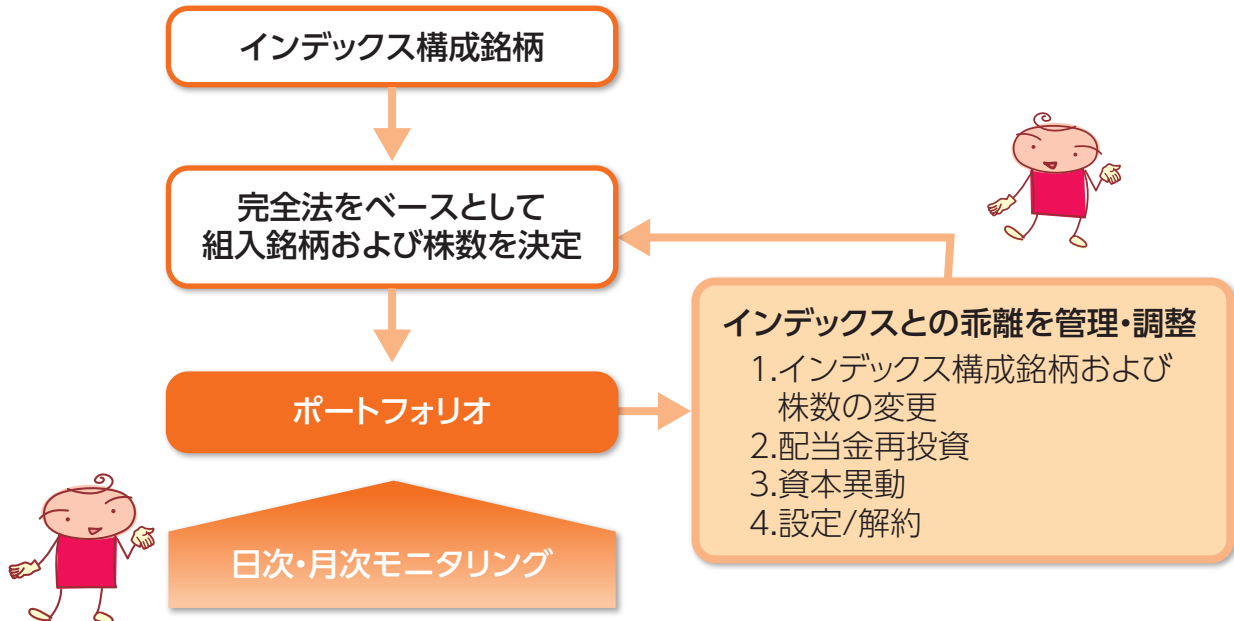 インデックス構成銘柄
完全法をベースとして
組入銘柄および株数を決定
ポートフォリオ
日次・月次モニタリング
インデックスとの乖離を管理・調整
1.インデックス構成銘柄および
株数の変更
2.配当金再投資
3.資本異動
4.設定/解約